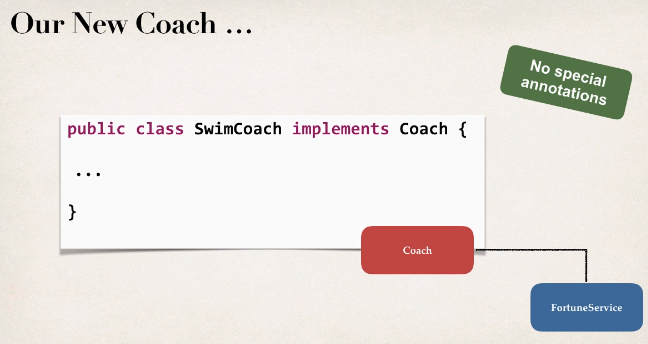 Our New Coach ...
No special
annotations
public class SwimCoach implements Coach {
...
}
Coach
FortuneService